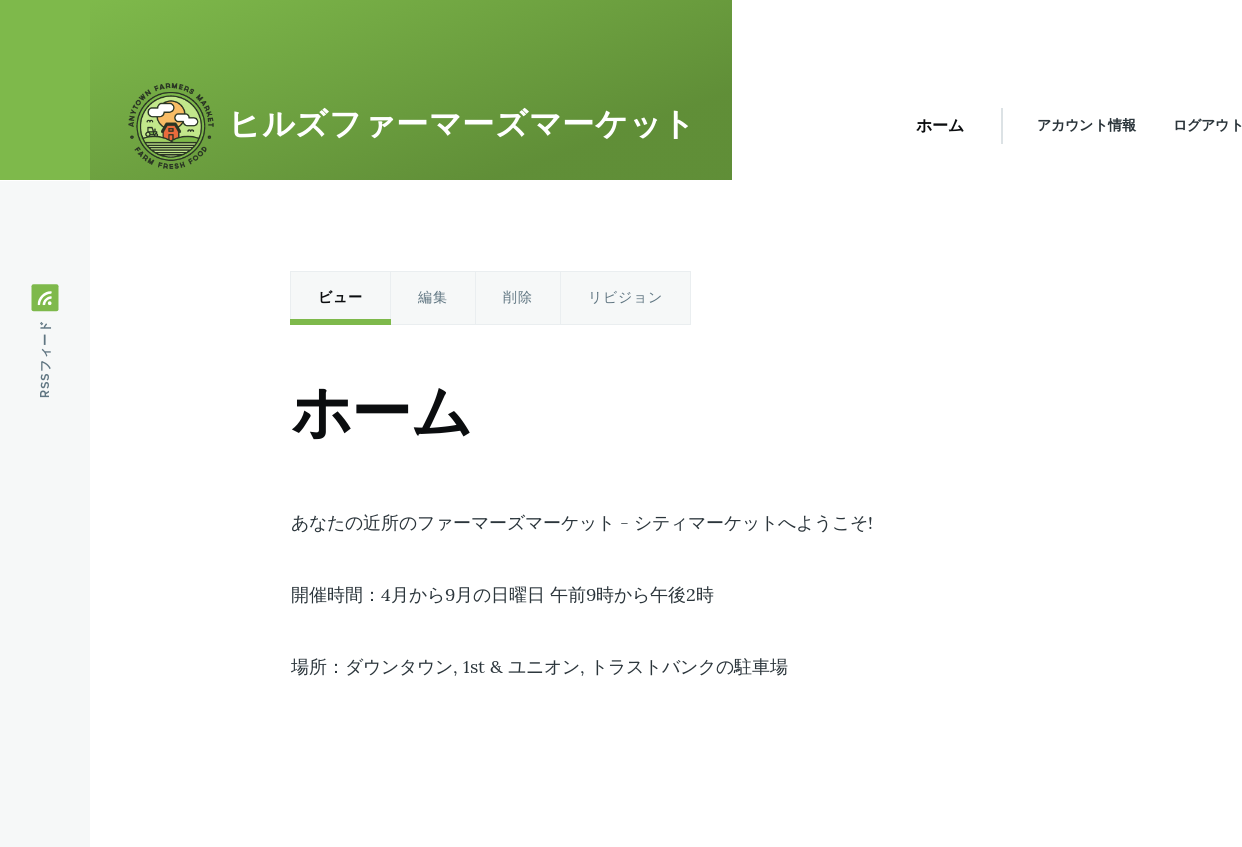 ANYTOWN FARMERS MARKET
FARM FRESH FOOD
ヒルズファーマーズマーケット
ホーム
アカウント情報
ログアウト
RSSフィード
ビュー
編集
削除
リビジョン
ホーム
あなたの近所のファーマーズマーケット - シティマーケットへようこそ!
開催時間：4月から9月の日曜日 午前9時から午後2時
場所：ダウンタウン, 1st & ユニオン, トラストバンクの駐車場